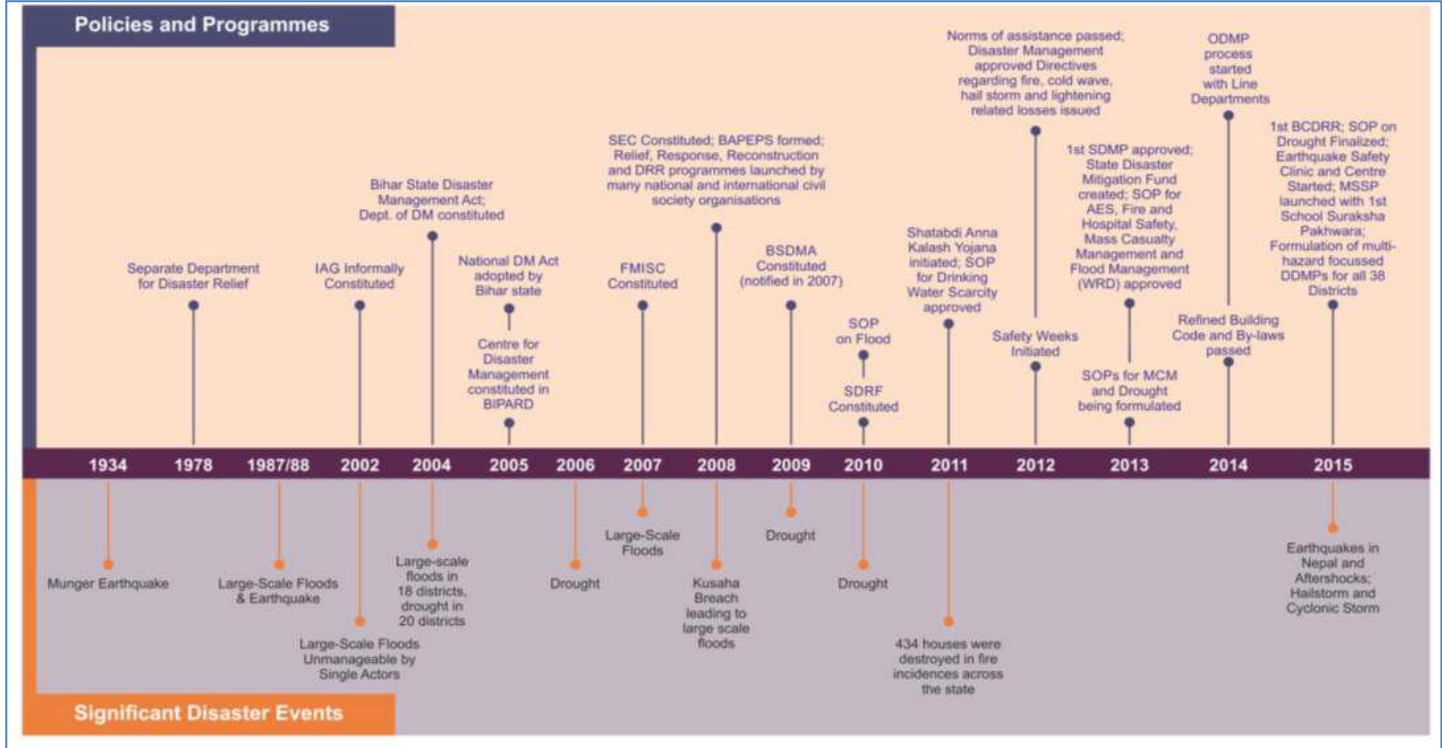 Policies and Programmes
Separate Department
for Disaster Relief
IAG Informally
Constituted
Bihar State Disaster
Management Act;
Dept. of DM constituted
National DM Act
adopted by
Bihar state
Centre for
Disaster
Management
constituted in
BIPARD
FMISC
Constituted
SEC Constituted; BAPEPS formed;
Relief, Response, Reconstruction
and DRR programmes launched by
many national and international civil
society organisations
BSDMA
Constituted
(notified in 2007)
SOP
on Flood
SDRF
Constituted
Shatabdi Anna
Kalash Yojana
initiated; SOP
for Drinking
Water Scarcity
approved
Norms of assistance passed;
Disaster Management
approved Directives
regarding fire, cold wave,
hail storm and lightening
related losses issued
Safety Weeks
Initiated
1st SDMP approved;
State Disaster
Mitigation Fund
created; SOP for
AES, Fire and
Hospital Safety,
Mass Casualty
Management and
Flood Management
(WRD) approved
SOPs for MCM
and Drought
being formulated
ODMP
process
started
with Line
Departments
Refined Building
Code and By-laws
passed
1st BCDRR; SOP on
Drought Finalized;
Earthquake Safety
Clinic and Centre
Started; MSSP
launched with 1st
School Suraksha
Pakhwara;
Formulation of multi-
hazard focussed
DDMPs for all 38
Districts
1934 1978 1987/88 2002 2004 2005 2006 2007 2008 2009 2010 2011 2012 2013 2014 2015
Munger Earthquake
Large-Scale Floods
& Earthquake
Large-Scale Floods
Unmanageable by
Single Actors
Large-scale
floods in
18 districts,
drought in
20 districts
Drought
Large-Scale
Floods
Kusaha
Breach
leading to
large scale
floods
Drought
Drought
434 houses were
destroyed in fire
incidences across
the state
Earthquakes in
Nepal and
Aftershocks;
Hailstorm and
Cyclonic Storm
Significant Disaster Events